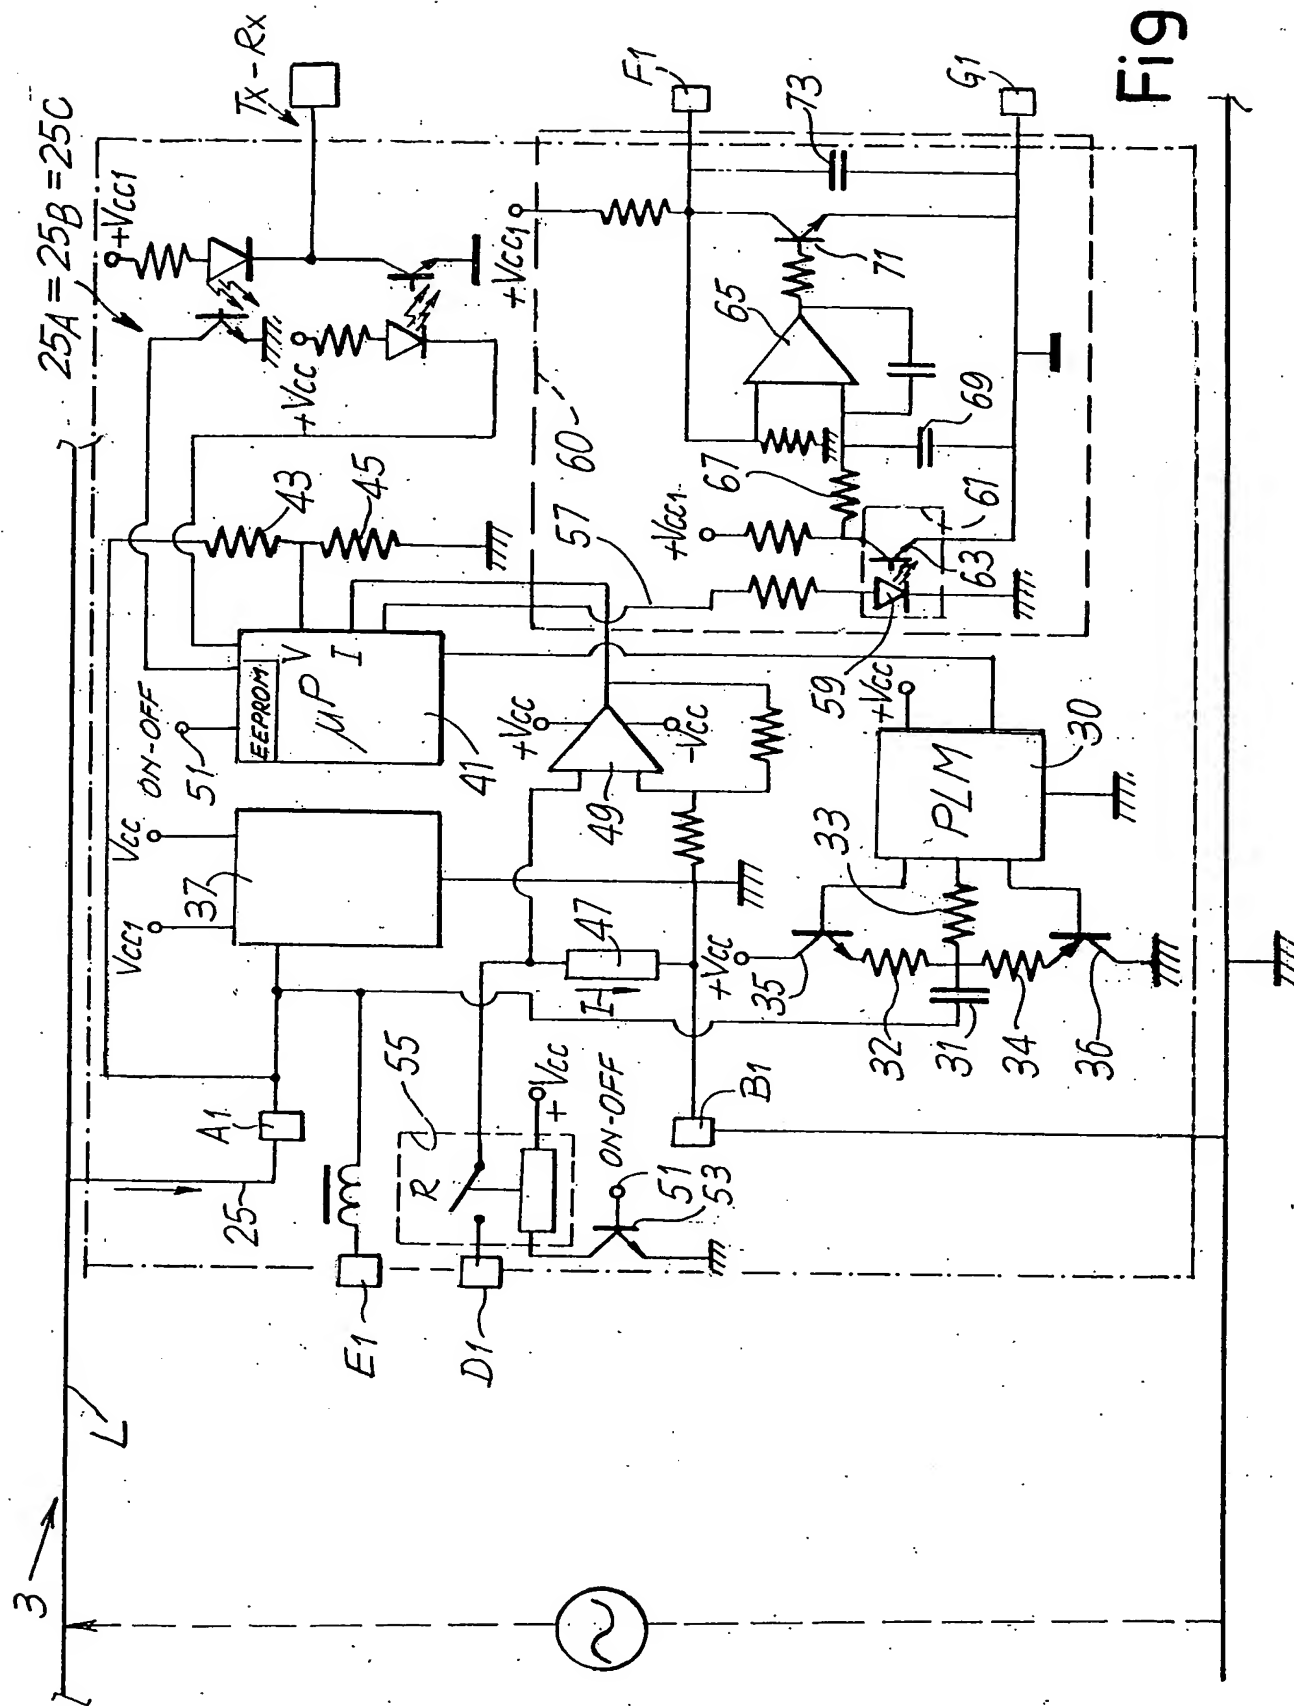 3
L
25A = 25B = 25C
Tx - Rx
+Vcc1
+Vcc
43
45
ON-OFF
51
EEPROM
µP
V
I
41
Vcc
Vcc1
37
A1
25
E1
D1
R
55
+Vcc
ON-OFF
51
53
I
47
49
+Vcc
-Vcc
57
60
+Vcc1
F1
73
71
65
67
69
+Vcc1
61
63
59
G1
B1
+Vcc
35
33
32
31
34
36
PLM
30
+Vcc
Fig